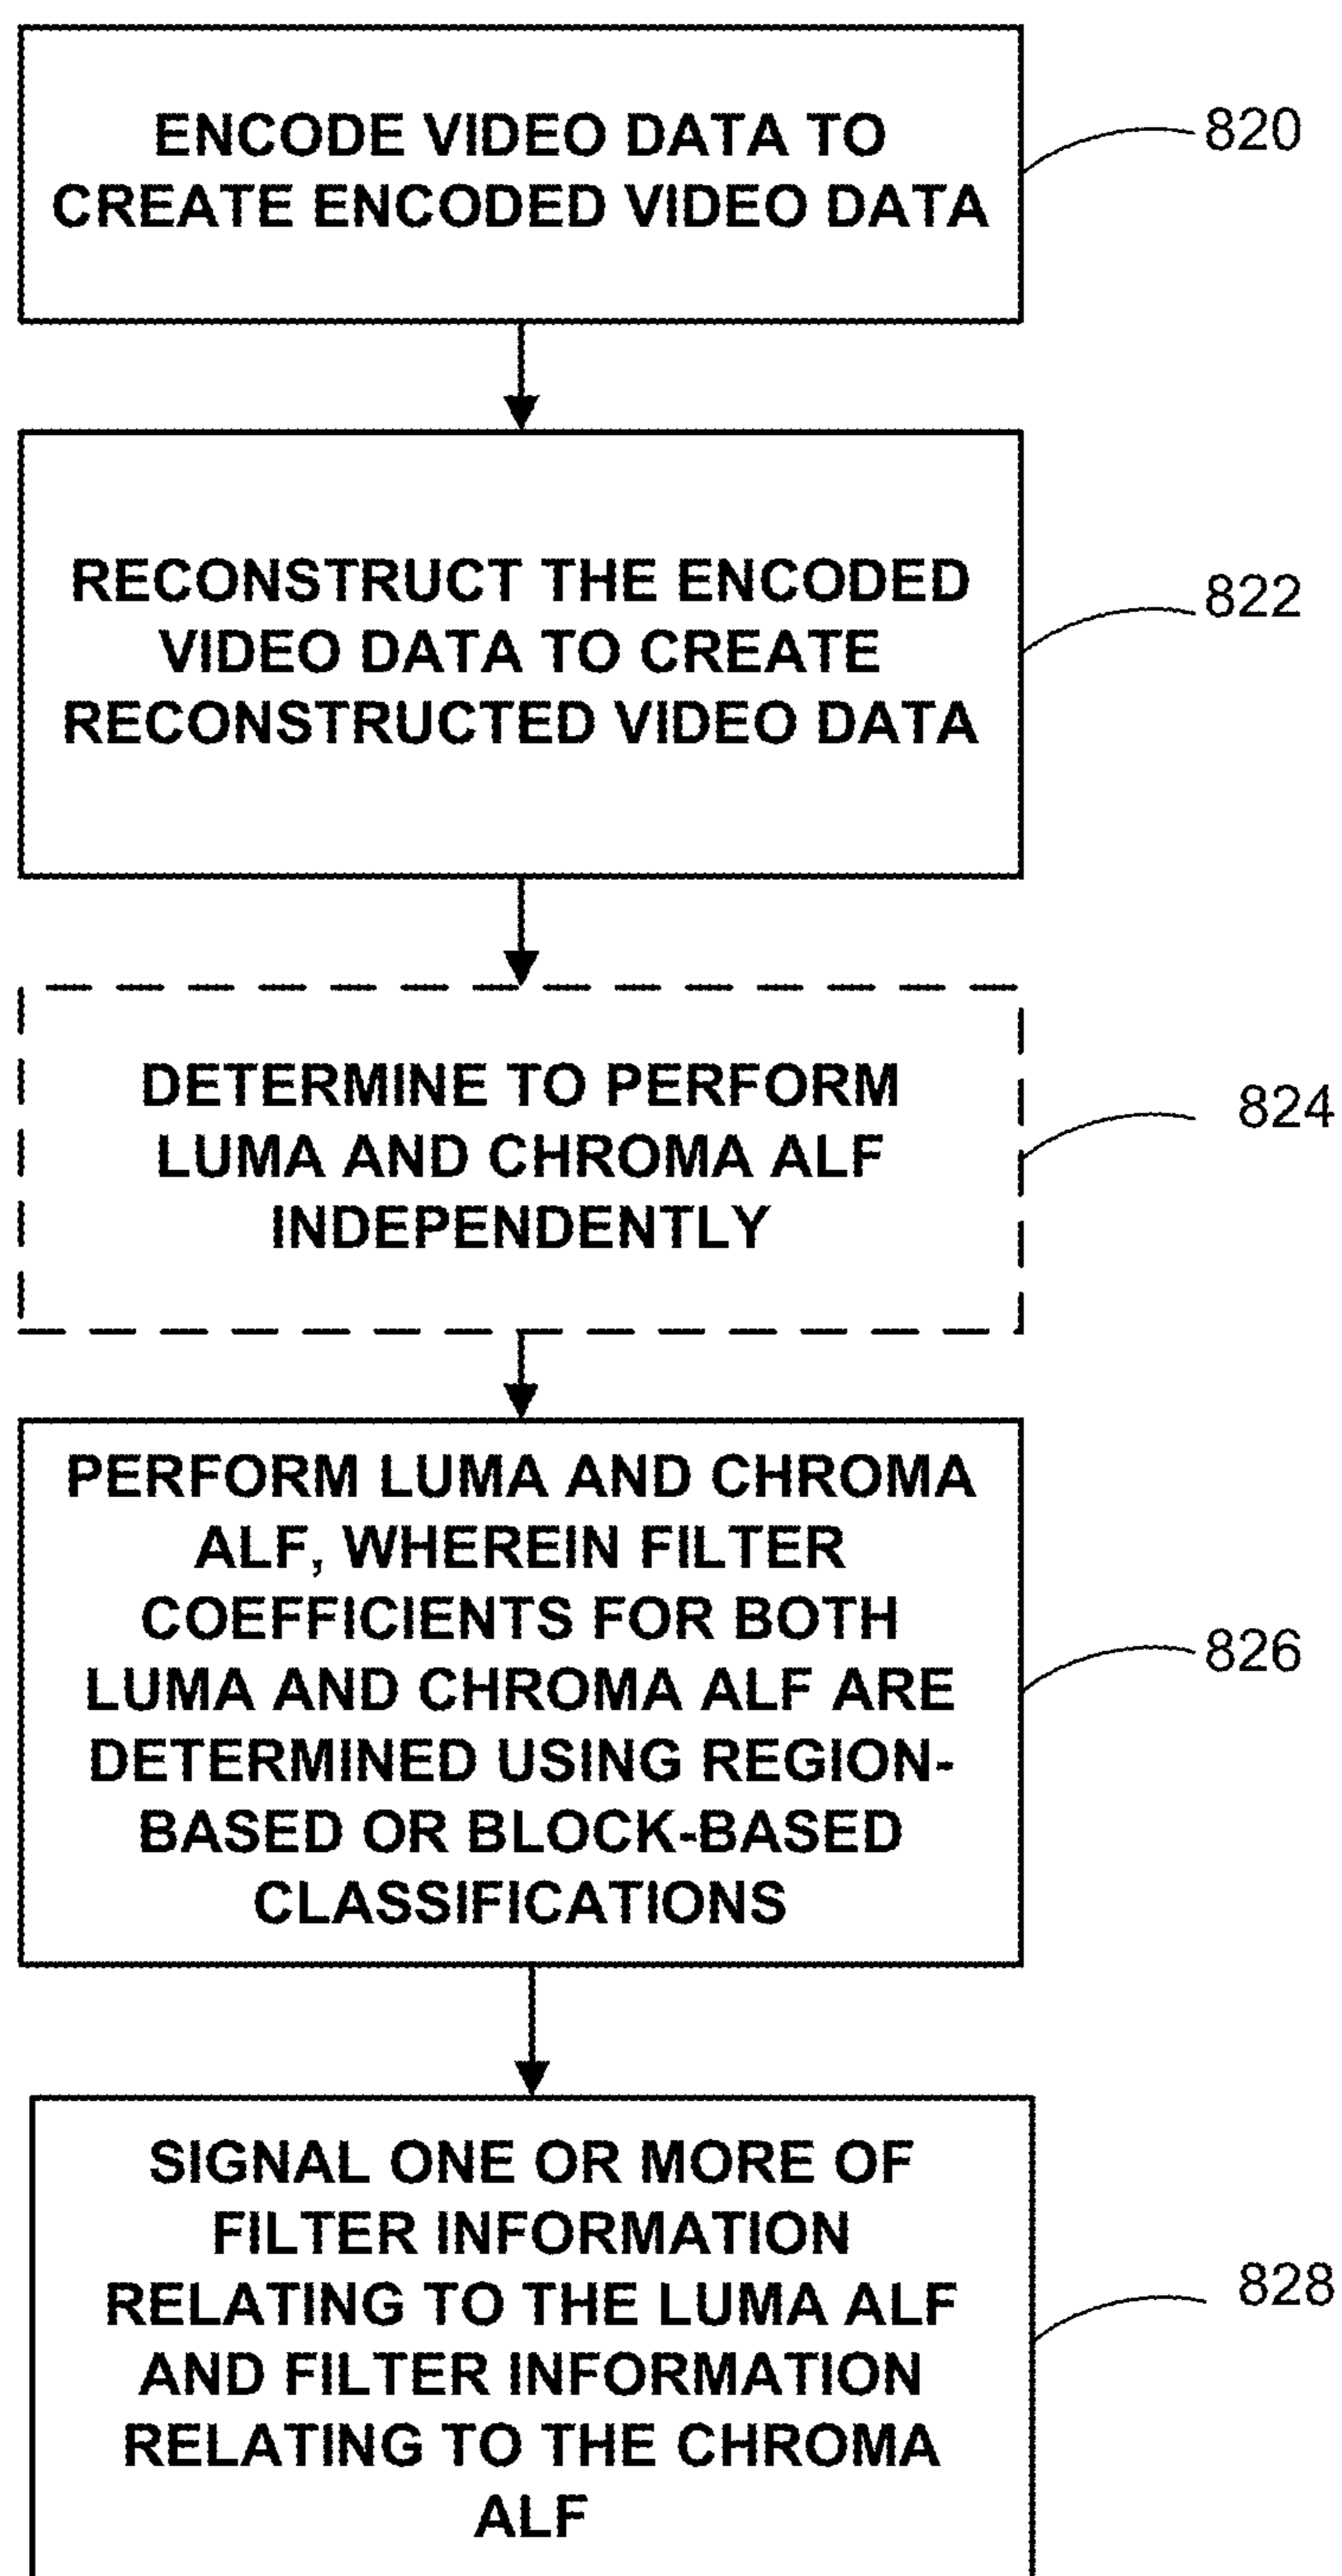 ENCODE VIDEO DATA TO
CREATE ENCODED VIDEO DATA
820
RECONSTRUCT THE ENCODED
VIDEO DATA TO CREATE
RECONSTRUCTED VIDEO DATA
822
DETERMINE TO PERFORM
LUMA AND CHROMA ALF
INDEPENDENTLY
824
PERFORM LUMA AND CHROMA
ALF, WHEREIN FILTER
COEFFICIENTS FOR BOTH
LUMA AND CHROMA ALF ARE
DETERMINED USING REGION-
BASED OR BLOCK-BASED
CLASSIFICATIONS
826
SIGNAL ONE OR MORE OF
FILTER INFORMATION
RELATING TO THE LUMA ALF
AND FILTER INFORMATION
RELATING TO THE CHROMA
ALF
828